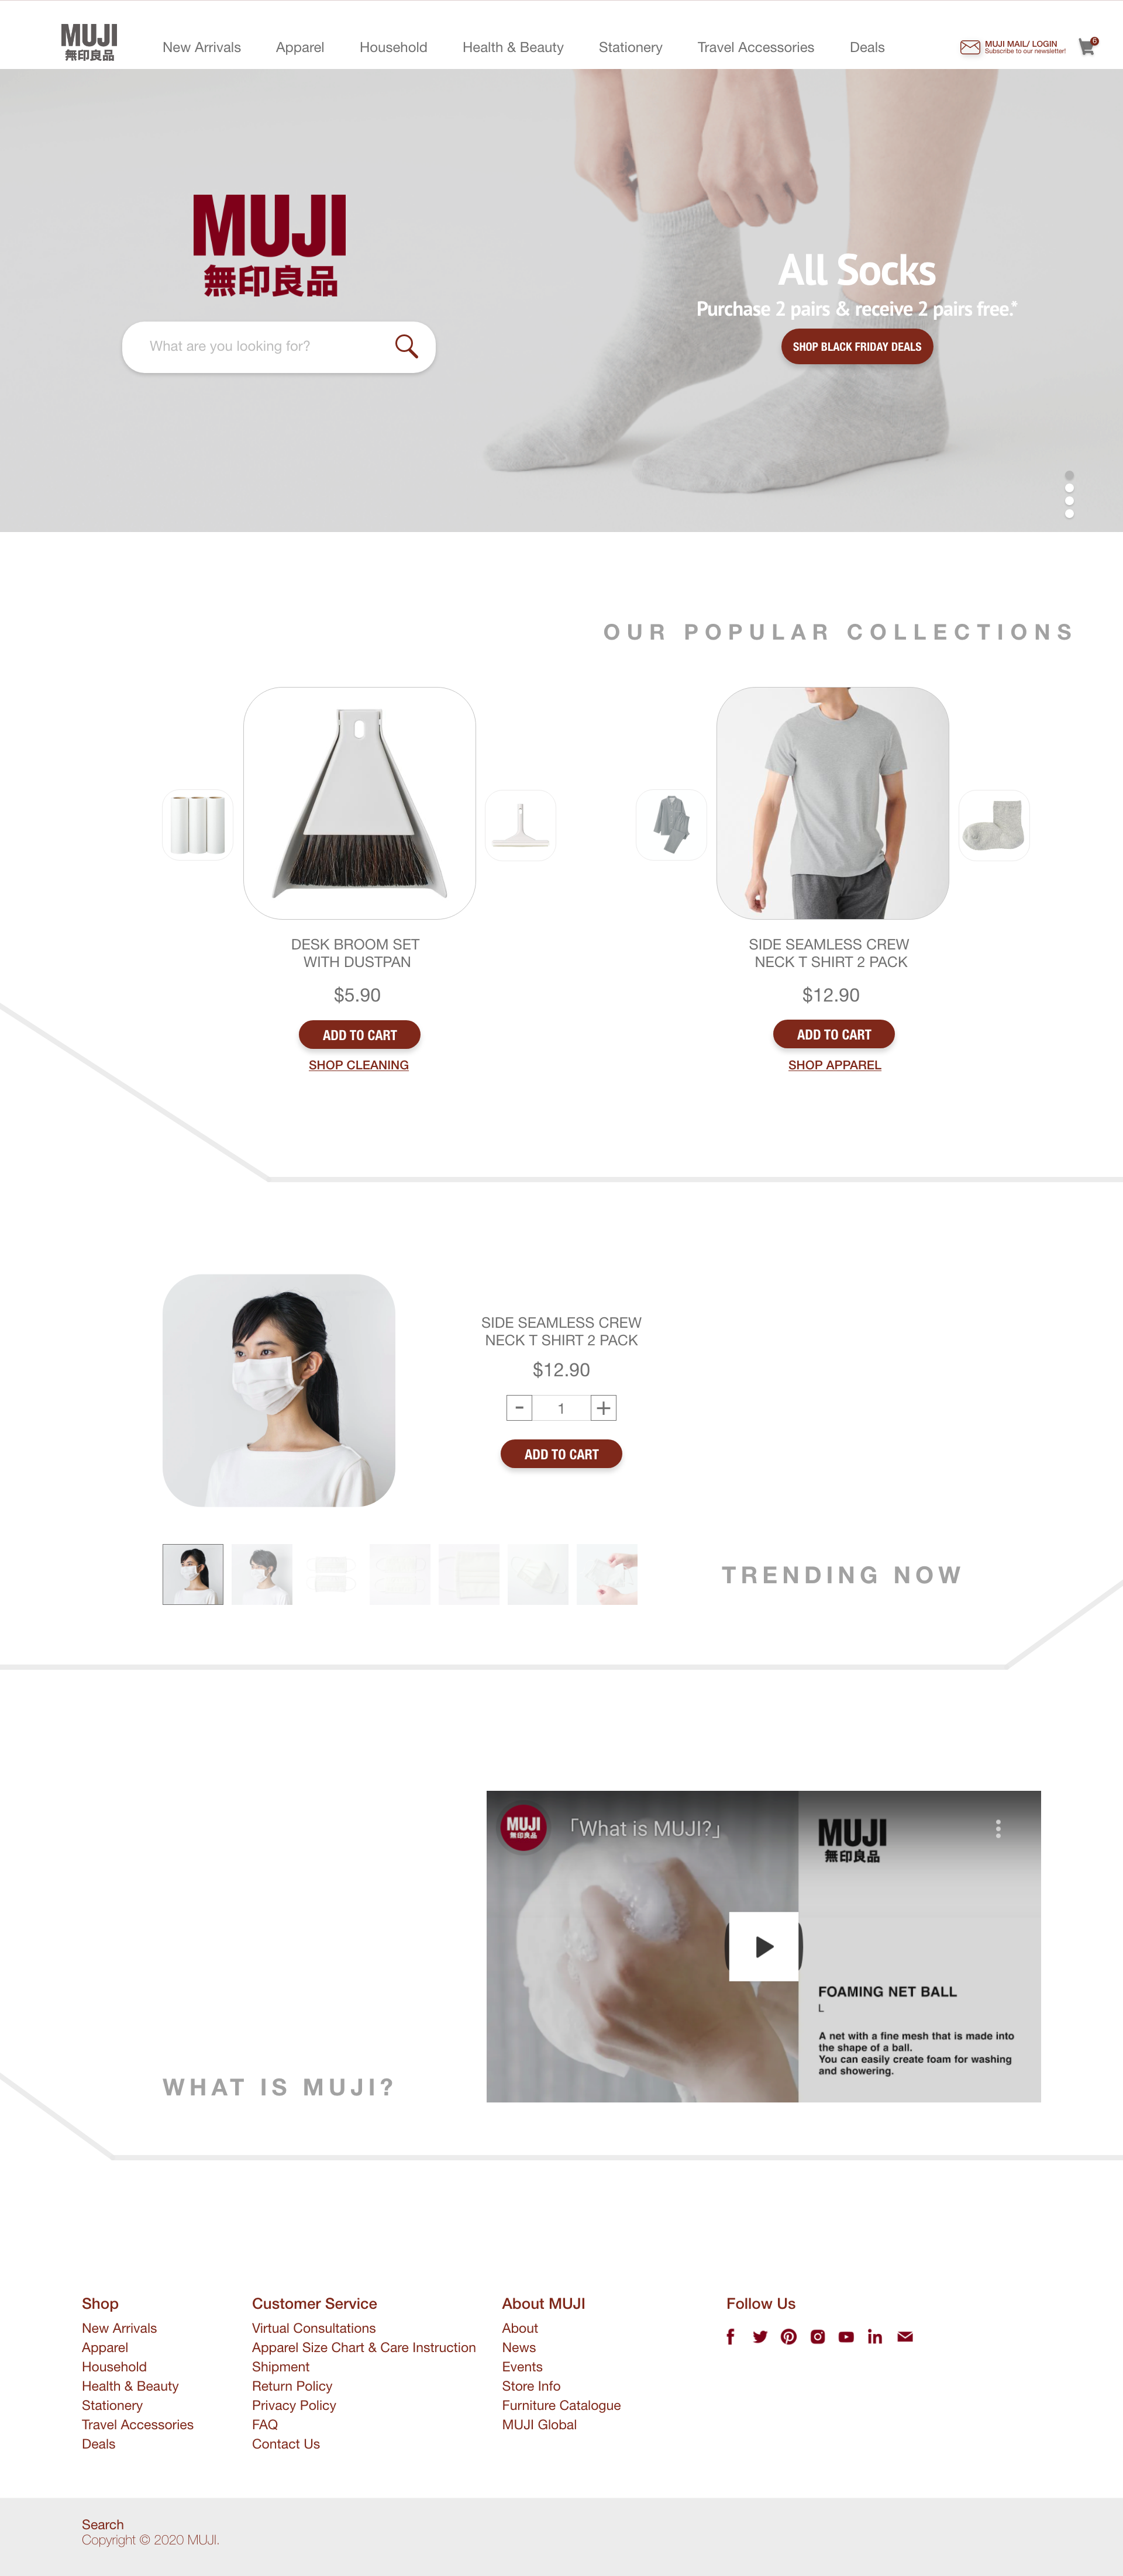 MUJI
無印良品
New Arrivals
Apparel
Household
Health & Beauty
Stationery
Travel Accessories
Deals
MUJI MAIL/ LOGIN
Subscribe to our newsletter!
6
MUJI
無印良品
What are you looking for?
All Socks
Purchase 2 pairs & receive 2 pairs free.*
SHOP BLACK FRIDAY DEALS
OUR POPULAR COLLECTIONS
DESK BROOM SET
WITH DUSTPAN
$5.90
ADD TO CART
SHOP CLEANING
SIDE SEAMLESS CREW
NECK T SHIRT 2 PACK
$12.90
ADD TO CART
SHOP APPAREL
SIDE SEAMLESS CREW
NECK T SHIRT 2 PACK
$12.90
- 1 +
ADD TO CART
TRENDING NOW
MUJI
無印良品
「What is MUJI?」
MUJI
無印良品
FOAMING NET BALL
L
A net with a fine mesh that is made into
the shape of a ball.
You can easily create foam for washing
and showering.
WHAT IS MUJI?
Shop
New Arrivals
Apparel
Household
Health & Beauty
Stationery
Travel Accessories
Deals
Customer Service
Virtual Consultations
Apparel Size Chart & Care Instruction
Shipment
Return Policy
Privacy Policy
FAQ
Contact Us
About MUJI
About
News
Events
Store Info
Furniture Catalogue
MUJI Global
Follow Us
Search
Copyright © 2020 MUJI.